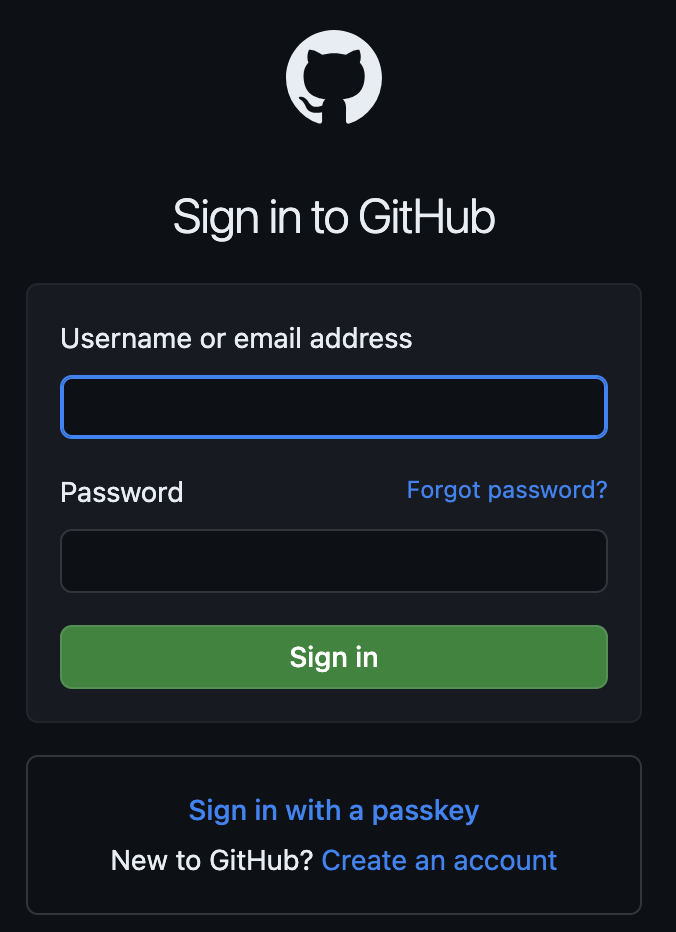 Sign in to GitHub
Username or email address
Password
Forgot password?
Sign in
Sign in with a passkey
New to GitHub? Create an account